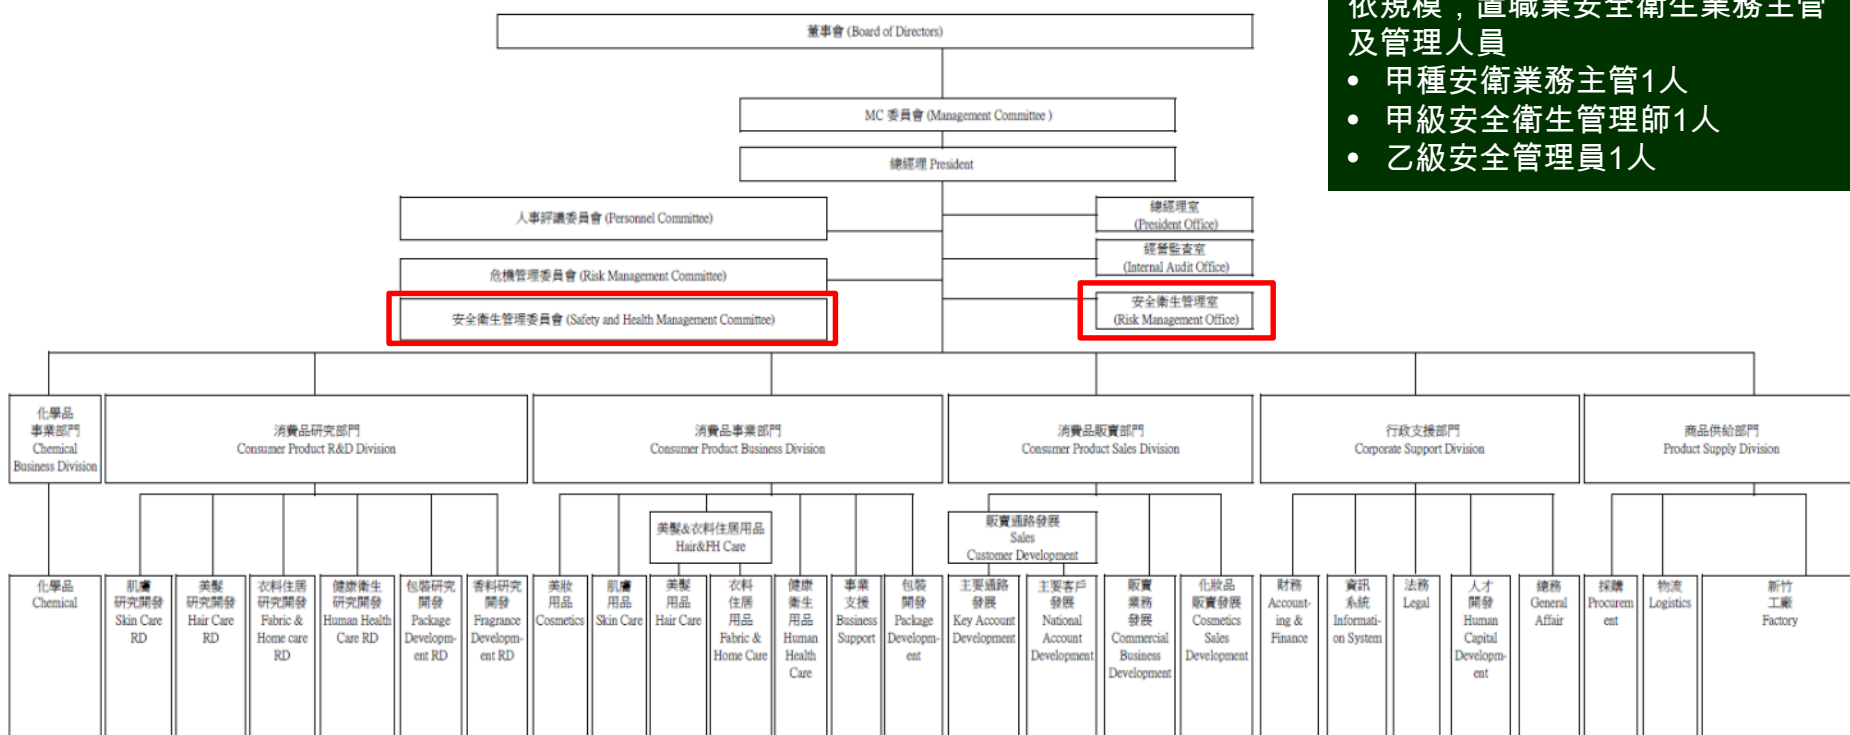 依規模，置職業安全衛生業務主管
及管理人員
• 甲種安衛業務主管1人
• 甲級安全衛生管理師1人
• 乙級安全管理員1人
董事會 (Board of Directors)
MC 委員會 (Management Committee )
總經理 President
人事評議委員會 (Personnel Committee)
總經理室
(President Office)
經營監查室
(Internal Audit Office)
危機管理委員會 (Risk Management Committee)
安全衛生管理委員會 (Safety and Health Management Committee)
安全衛生管理室
(Risk Management Office)
化學品
事業部門
Chemical
Business Division
消費品研究部門
Consumer Product R&D Division
消費品事業部門
Consumer Product Business Division
消費品販賣部門
Consumer Product Sales Division
行政支援部門
Corporate Support Division
商品供給部門
Product Supply Division
美髮&衣料住居用品
Hair&FH Care
販賣通路發展
Sales
Customer Development
化學品
Chemical
肌膚
研究開發
Skin Care
RD
美髮
研究開發
Hair Care
RD
衣料住居
研究開發
Fabric &
Home care
RD
健康衛生
研究開發
Human Health
Care RD
包裝研究
開發
Package
Developm-
ent RD
香料研究
開發
Fragrance
Developm-
ent RD
美妝
用品
Cosmetics
肌膚
用品
Skin Care
美髮
用品
Hair Care
衣料
住居
用品
Fabric &
Home Care
健康
衛生
用品
Human
Health
Care
事業
支援
Business
Support
包裝
開發
Package
Developm-
ent
主要通路
發展
Key Account
Development
主要客戶
發展
National
Account
Development
販賣
業務
發展
Commercial
Business
Development
化妝品
販賣發展
Cosmetics
Sales
Development
財務
Account-
ing &
Finance
資訊
系統
Informati-
on System
法務
Legal
人才
開發
Human
Capital
Developm-
ent
總務
General
Affair
採購
Procurem
ent
物流
Logistics
新竹
工廠
Factory